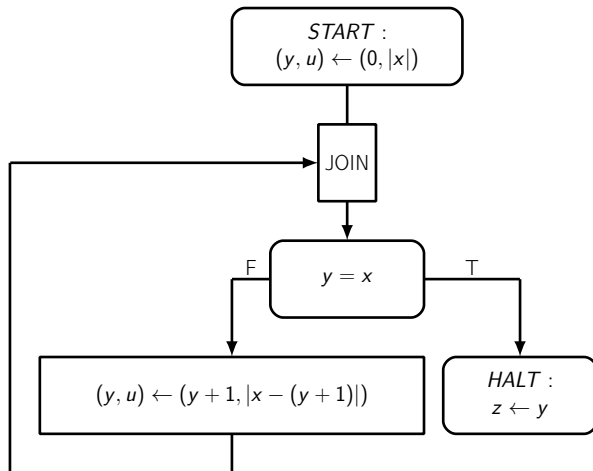 START :
(y, u) ← (0, |x|)
JOIN
F
y = x
T
(y, u) ← (y + 1, |x − (y + 1)|)
HALT :
z ← y